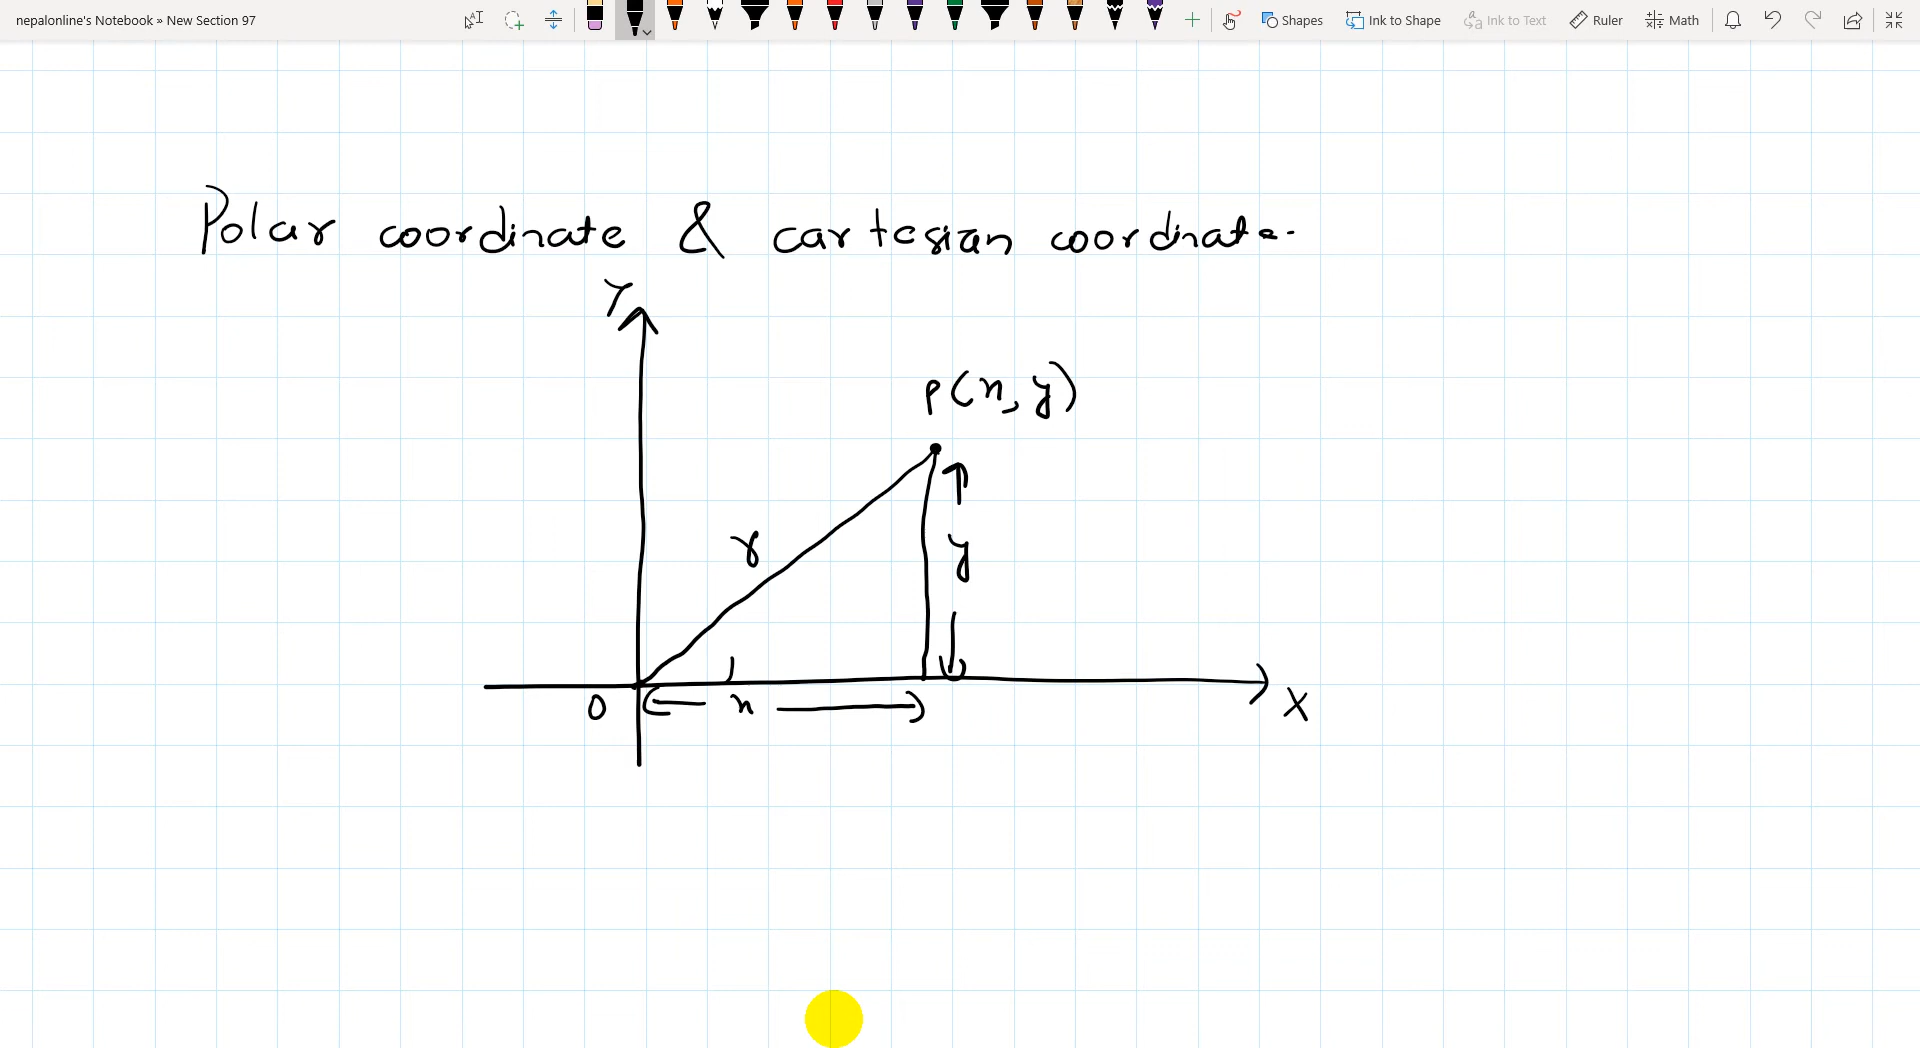 nepalonline's Notebook » New Section 97
Shapes Ink to Shape Ink to Text Ruler Math
Polar coordinate & cartesian coordinate.
Y
P(x, y)
r
y
O
x
X